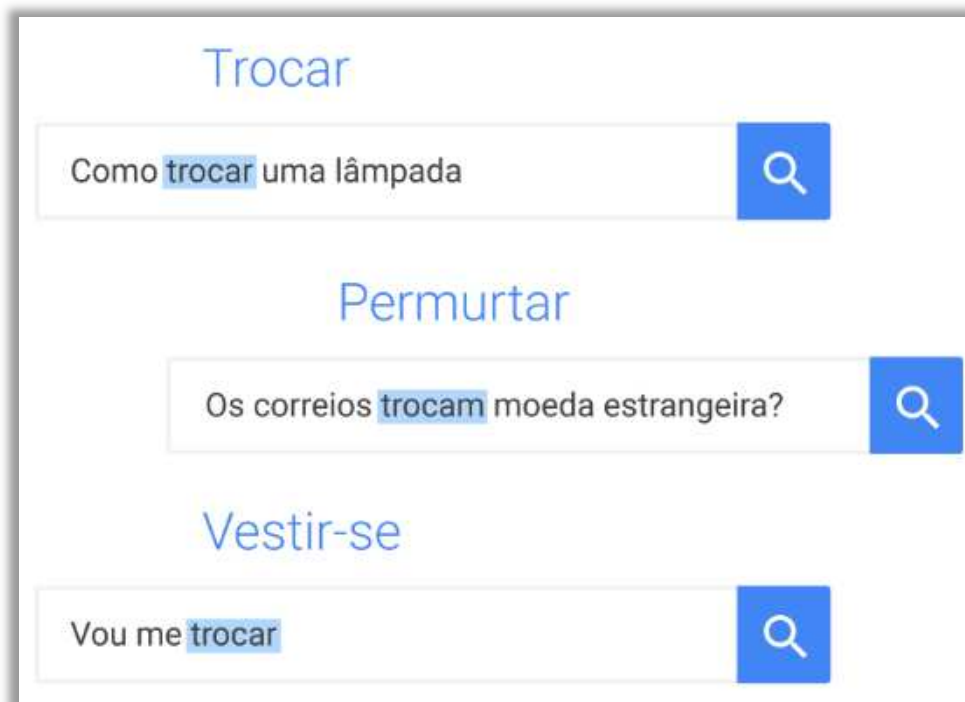 Trocar
Como trocar uma lâmpada
Permurtar
Os correios trocam moeda estrangeira?
Vestir-se
Vou me trocar